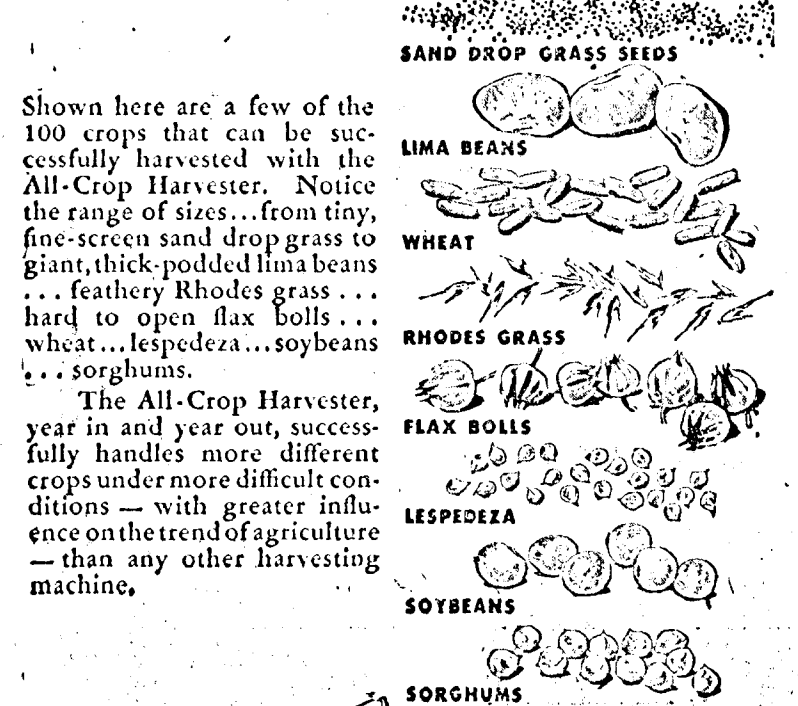 Shown here are a few of the
100 crops that can be suc-
cessfully harvested with the
All-Crop Harvester. Notice
the range of sizes...from tiny,
fine-screen sand drop grass to
giant, thick-podded lima beans
... feathery Rhodes grass ...
hard to open flax bolls ...
wheat...lespedeza...soybeans
... sorghums.
The All-Crop Harvester,
year in and year out, success-
fully handles more different
crops under more difficult con-
ditions — with greater influ-
ence on the trend of agriculture
— than any other harvesting
machine.
SAND DROP GRASS SEEDS
LIMA BEANS
WHEAT
RHODES GRASS
FLAX BOLLS
LESPEDEZA
SOYBEANS
SORGHUMS